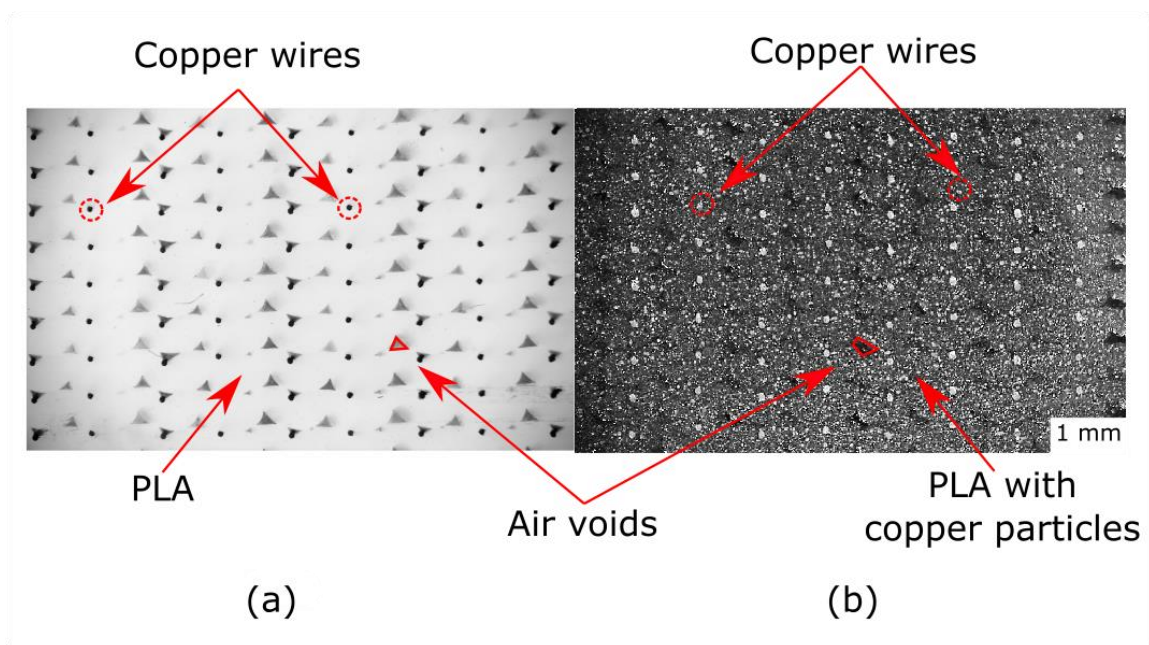 Copper wires
Copper wires
1 mm
PLA
Air voids
PLA with
copper particles
(a)
(b)